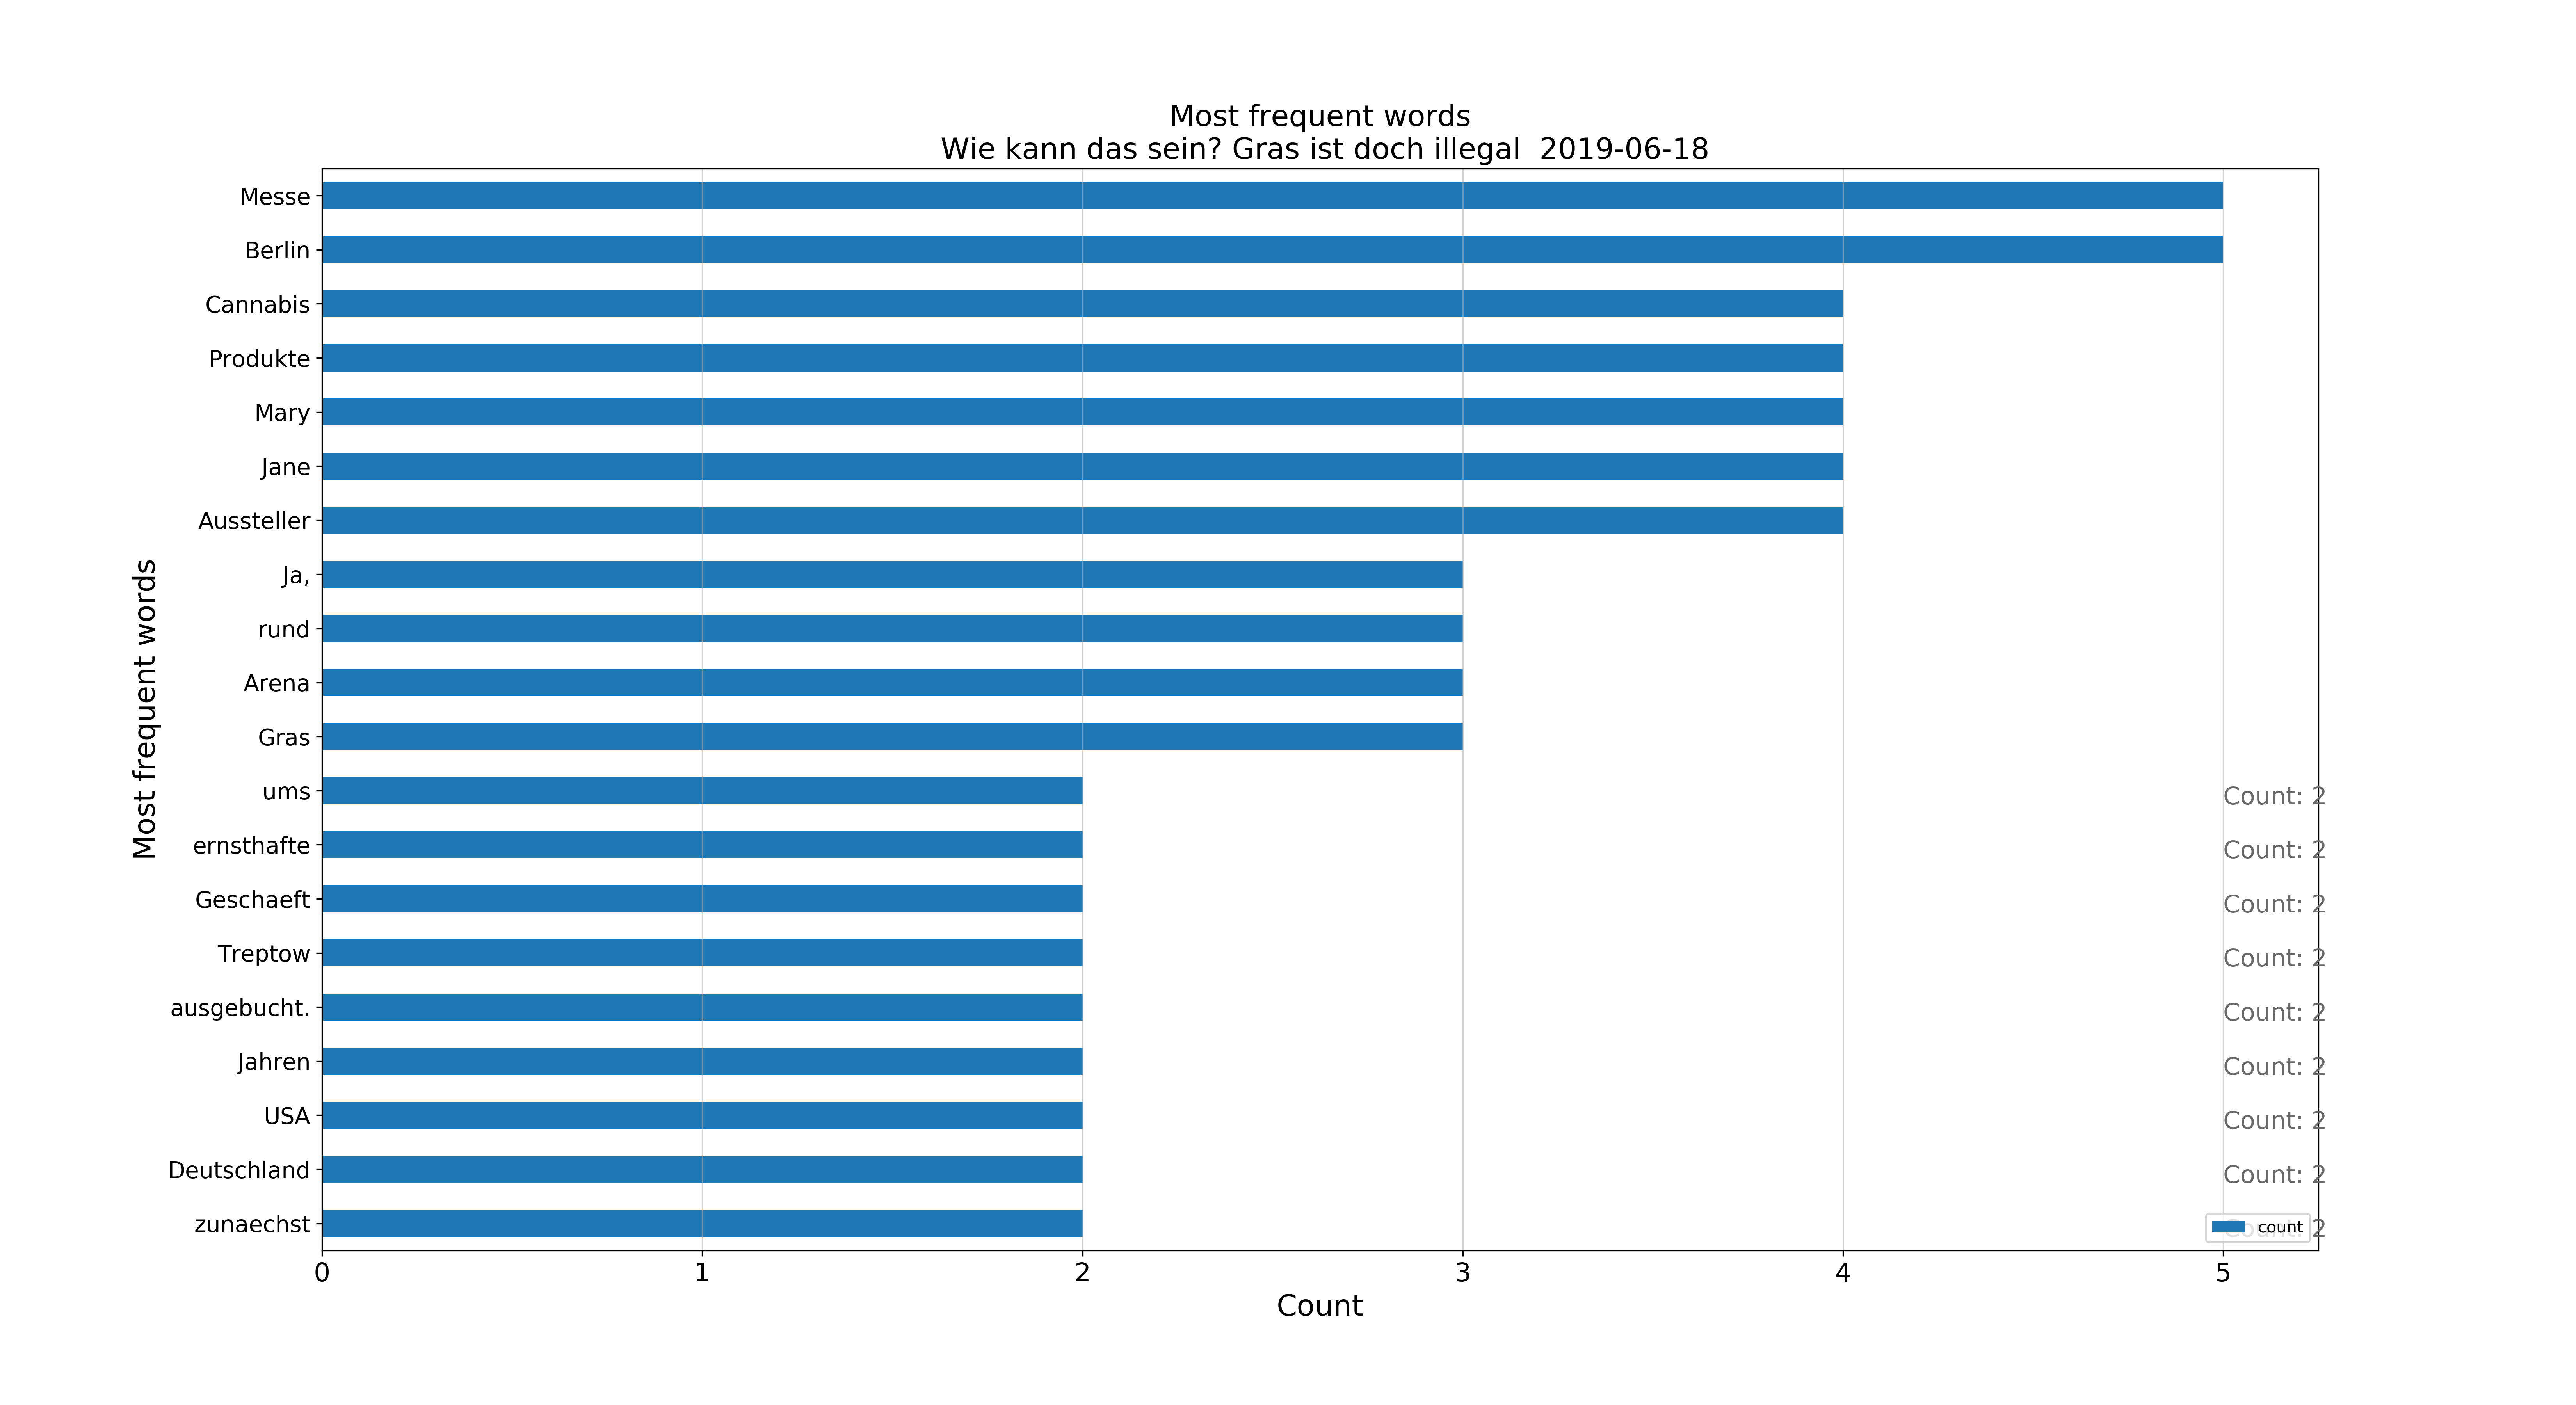 Most frequent words
Wie kann das sein? Gras ist doch illegal  2019-06-18
Most frequent words
Messe
Berlin
Cannabis
Produkte
Mary
Jane
Aussteller
Ja,
rund
Arena
Gras
ums
Count: 2
ernsthafte
Count: 2
Geschaeft
Count: 2
Treptow
Count: 2
ausgebucht.
Count: 2
Jahren
Count: 2
USA
Count: 2
Deutschland
Count: 2
zunaechst
Count: 2
count
0 1 2 3 4 5
Count